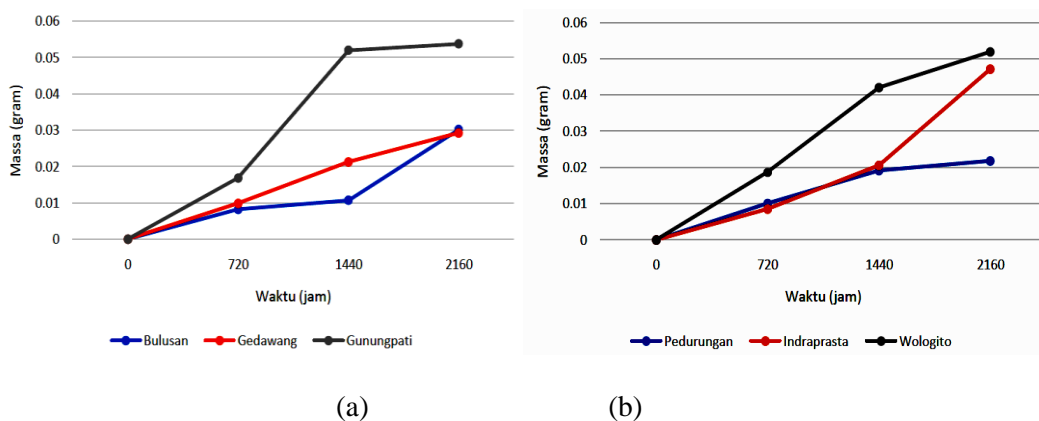 0.06
0.05
0.04
0.03
0.02
0.01
0
Massa (gram)
0 720 1440 2160
Waktu (jam)
Bulusan Gedawang Gunungpati
0.06
0.05
0.04
0.03
0.02
0.01
0
Massa (gram)
0 720 1440 2160
Waktu (jam)
Pedurungan Indraprasta Wologito
(a) (b)